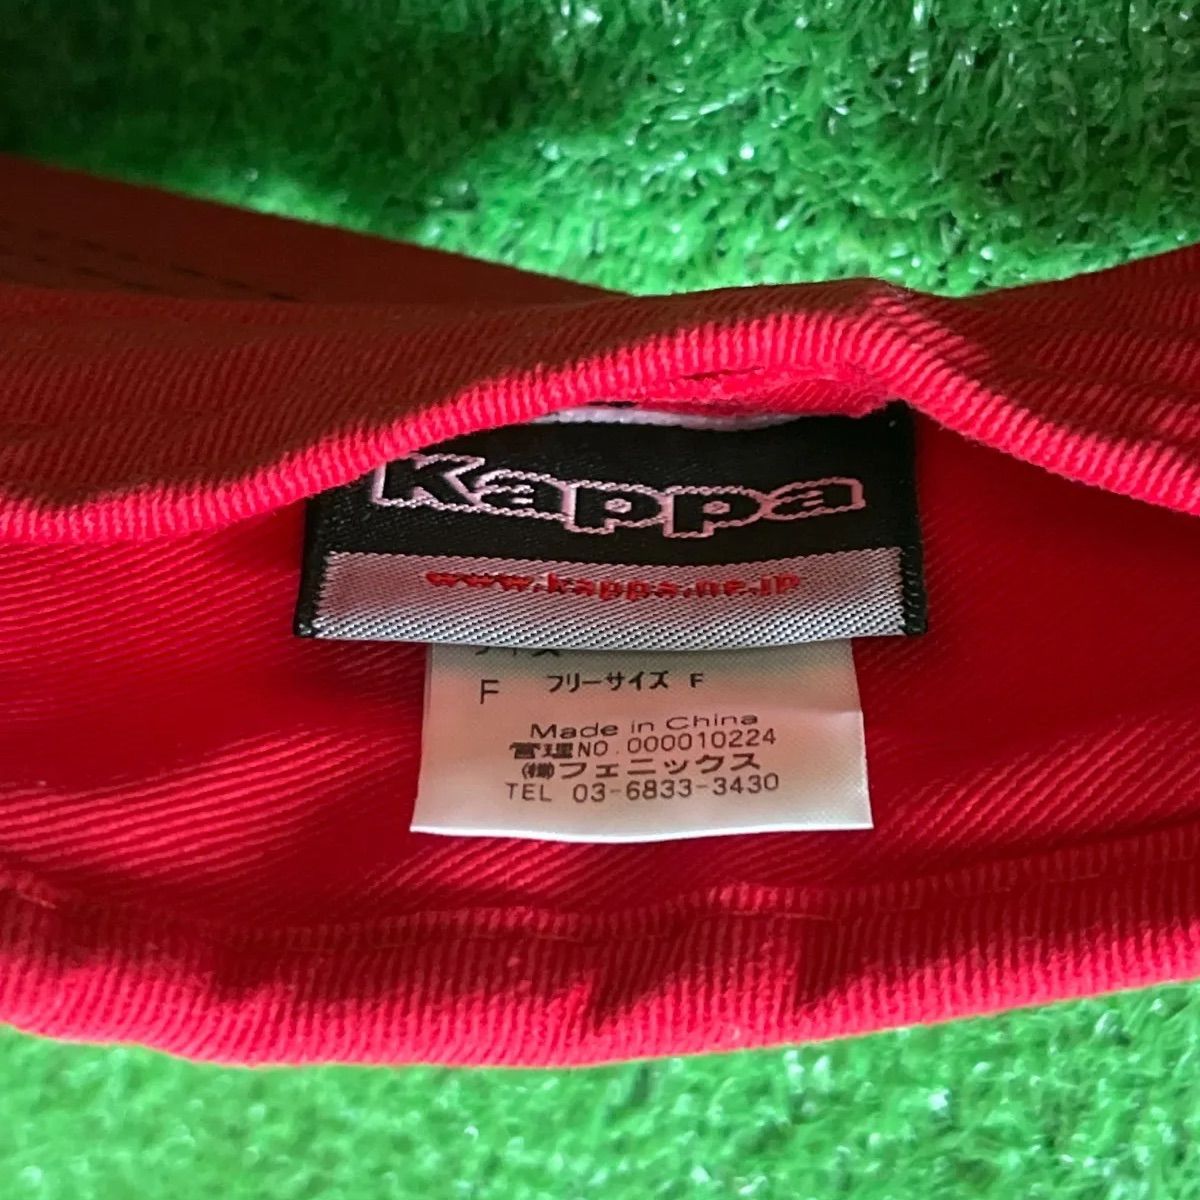 Kappa
www.kappa.ne.jp
F フリーサイズ F
Made in China
管理NO. 000010224
㈱フェニックス
TEL 03-6833-3430